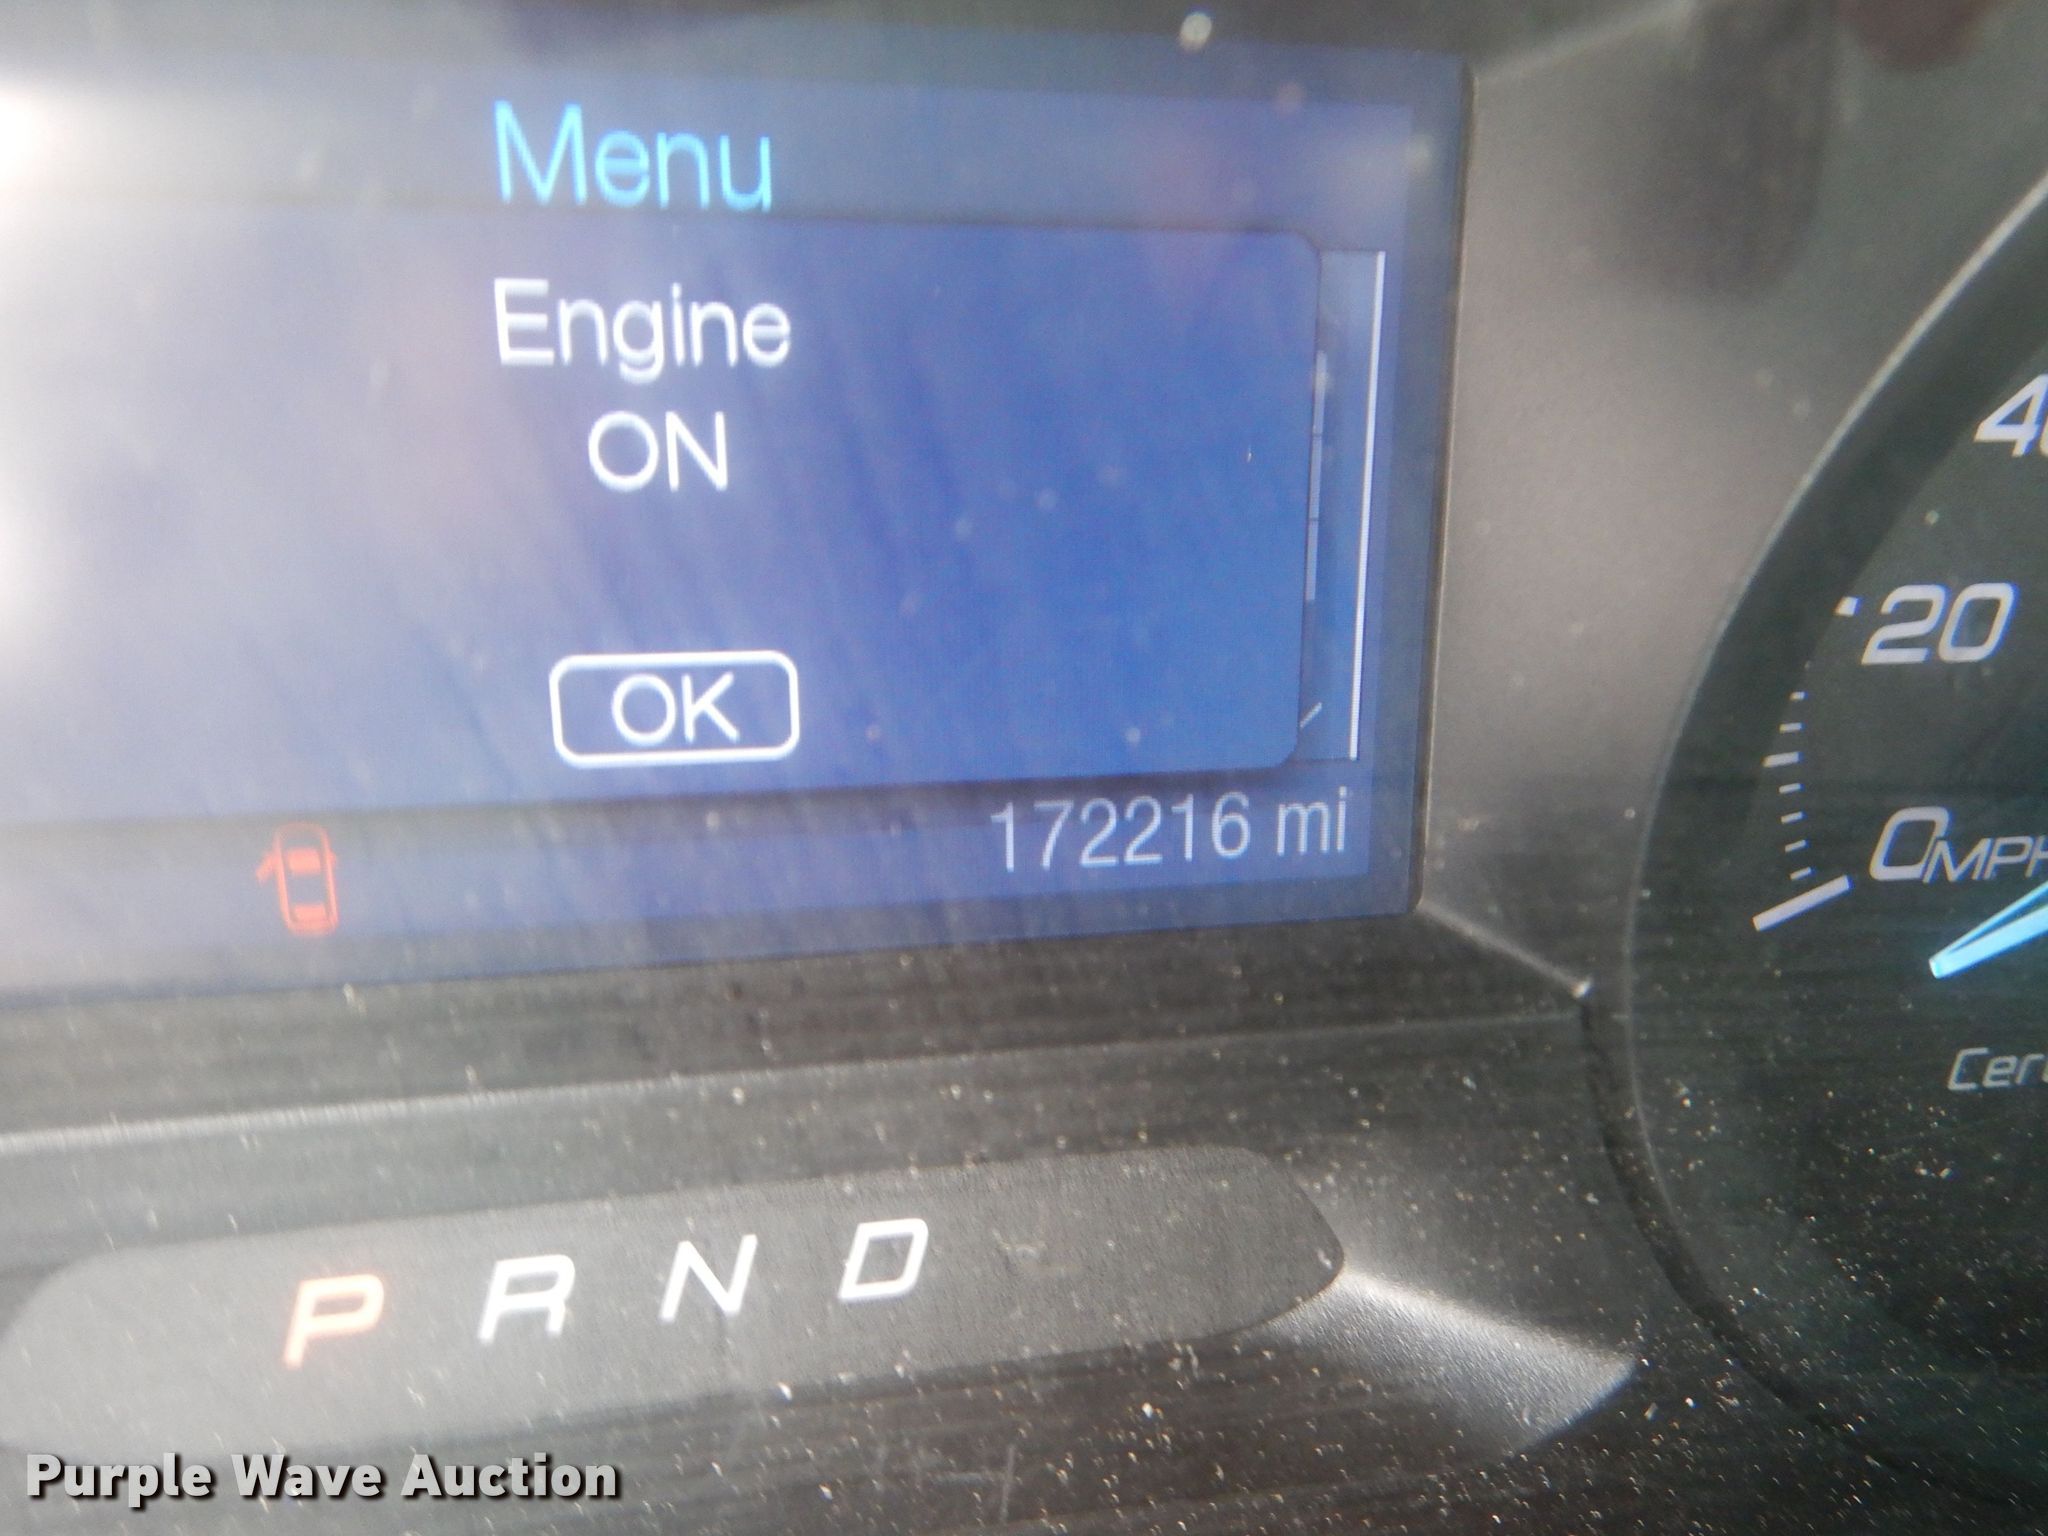 Menu
Engine
ON
OK
172216 mi
40
20
0MPH
P R N D
Purple Wave Auction